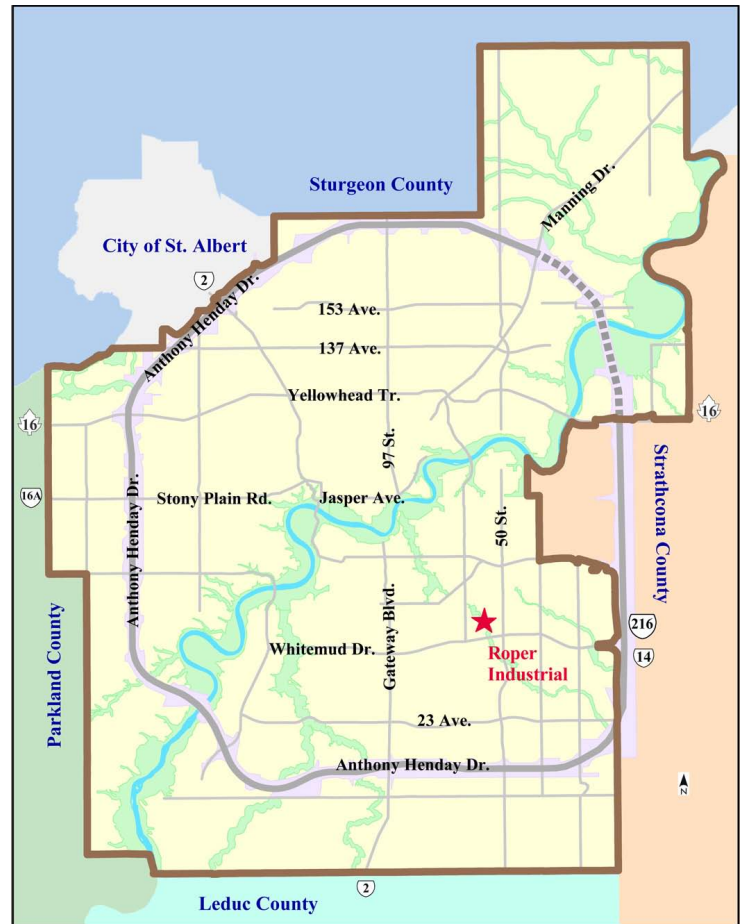 Sturgeon County
Manning Dr.
City of St. Albert
2
Anthony Henday Dr.
153 Ave.
137 Ave.
Yellowhead Tr.
16
16
97 St.
16A
Stony Plain Rd.
Jasper Ave.
50 St.
Strathcona County
Anthony Henday Dr.
Gateway Blvd.
216
Whitemud Dr.
Roper
Industrial
14
Parkland County
23 Ave.
Anthony Henday Dr.
N
2
Leduc County